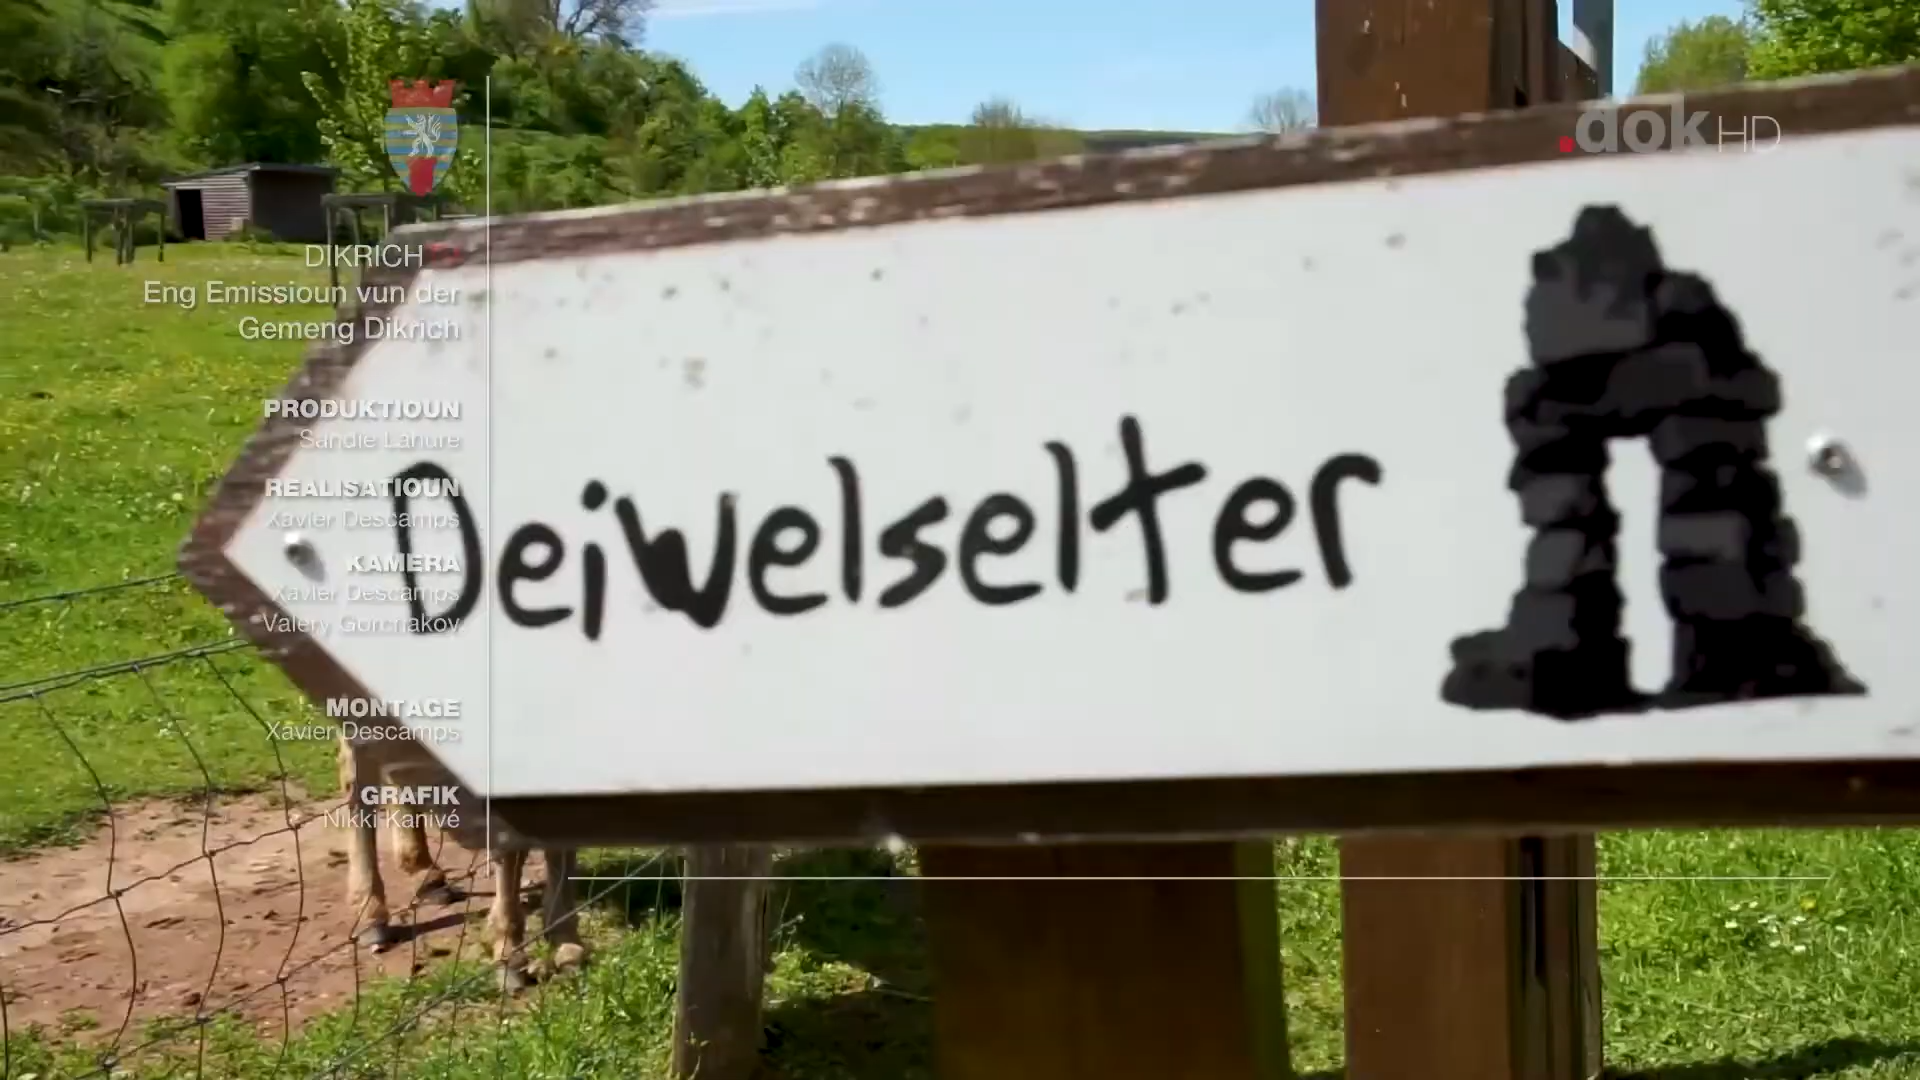 .dok HD
DIKRICH TV
Eng Emissioun vun der
Gemeng Dikrich
PRODUKTIOUN
Sandie Lahure
REALISATIOUN
Xavier Descamps
KAMERA
Xavier Descamps
Valery Gorchakov
MONTAGE
Xavier Descamps
GRAFIK
Nikki Kanivé
Deiwelselter